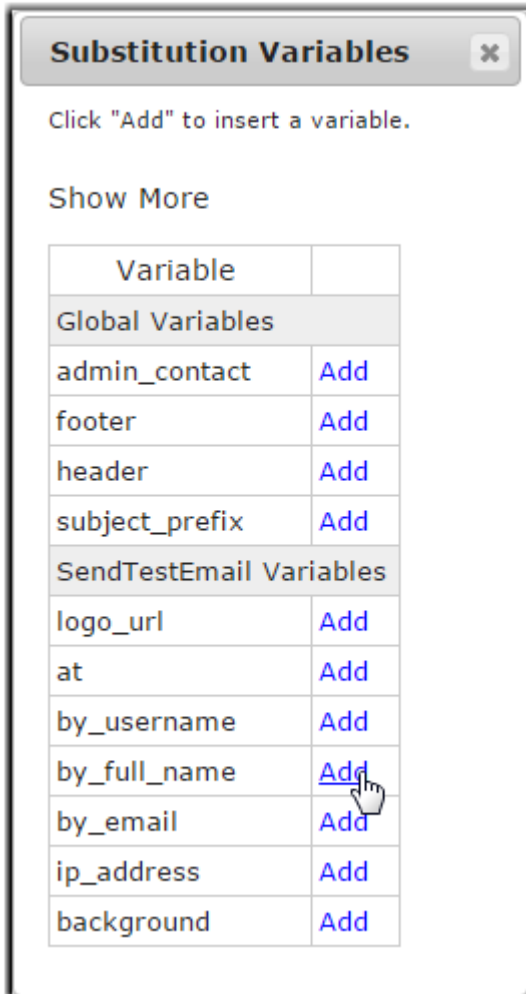 Substitution Variables
Click "Add" to insert a variable.
Show More
Variable
Global Variables
admin_contact Add
footer Add
header Add
subject_prefix Add
SendTestEmail Variables
logo_url Add
at Add
by_username Add
by_full_name Add
by_email Add
ip_address Add
background Add